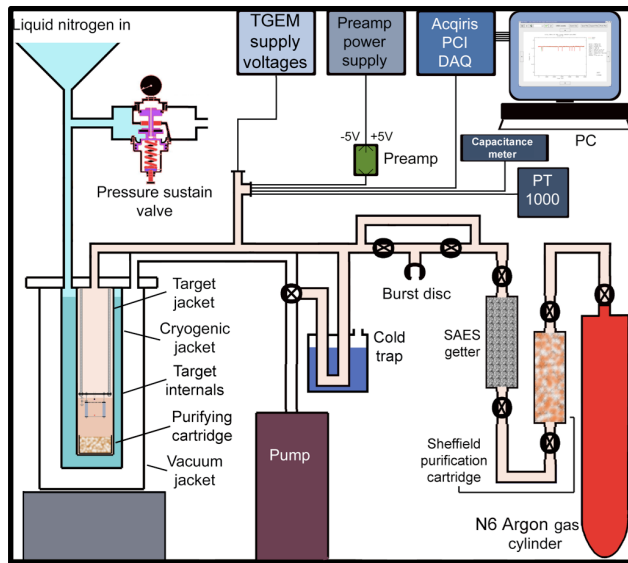 Liquid nitrogen in
TGEM
supply
voltages
Preamp
power
supply
Acqiris
PCI
DAQ
PC
-5V +5V
Preamp
Capacitance
meter
PT
1000
Pressure sustain
valve
Burst disc
Target
jacket
Cryogenic
jacket
Target
internals
Purifying
cartridge
Vacuum
jacket
Cold
trap
Pump
SAES
getter
Sheffield
purification
cartridge
N6 Argon gas
cylinder